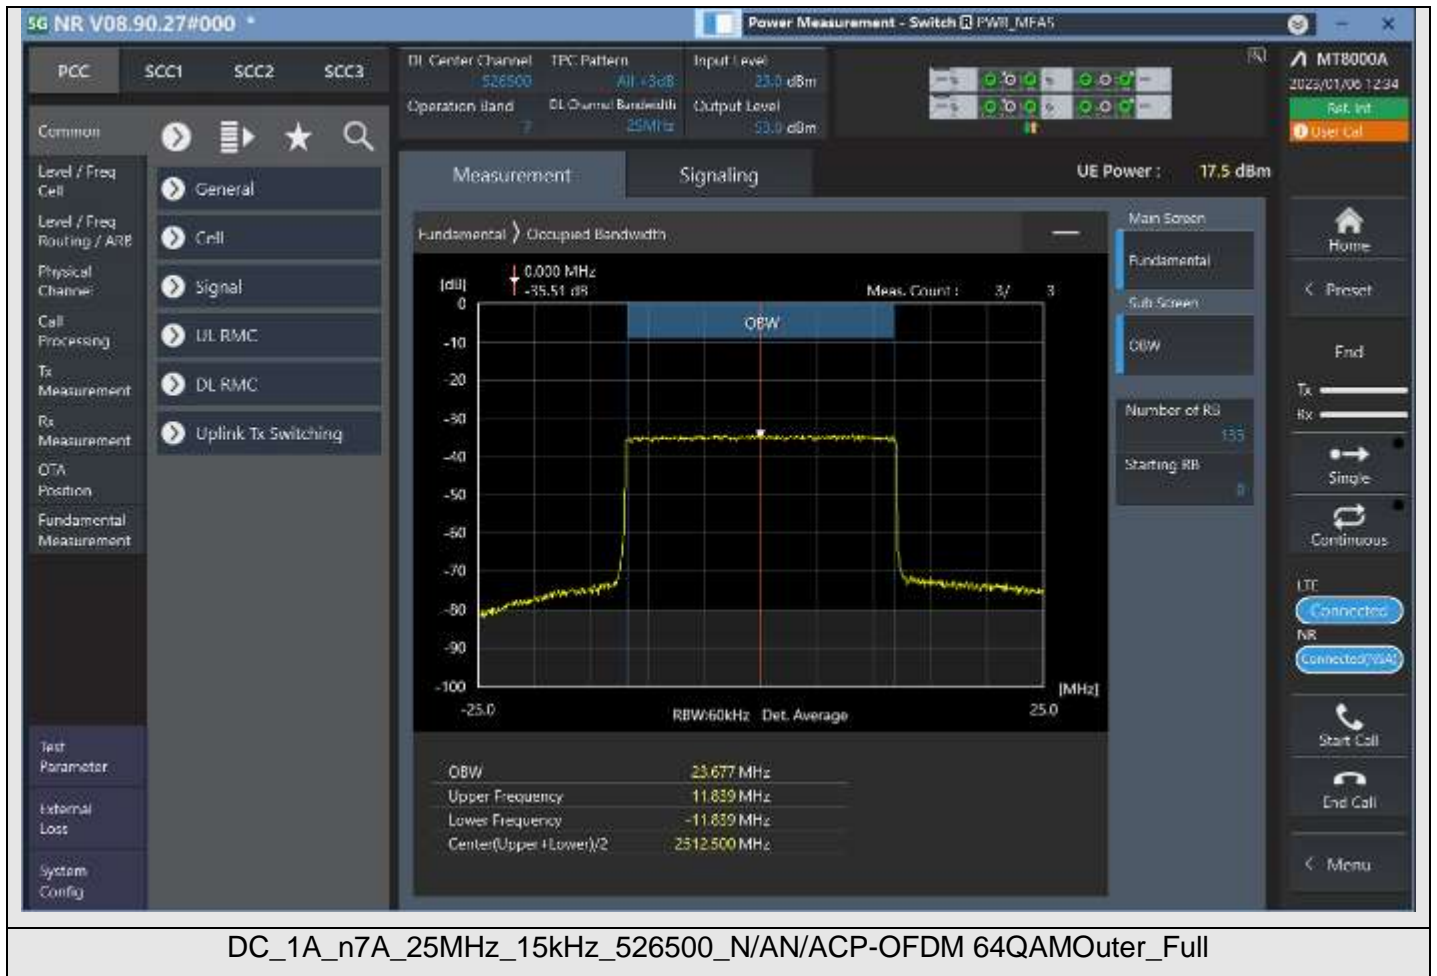 5G NR V08.90.27#000 *
Power Measurement - Switch PWR_MEAS
PCC SCC1 SCC2 SCC3
DL Center Channel
526500
TPC Pattern
All +3dB
Input Level
23.0 dBm
Operation Band
7
DL Channel Bandwidth
25MHz
Output Level
dBm
MT8000A
2023/01/06 12:34
Ref. Int
User Cal
Common
Level / Freq
Cell
Level / Freq
Routing / ARB
Physical
Channel
Call
Processing
Tx
Measurement
Rx
Measurement
OTA
Position
Fundamental
Measurement
Test
Parameter
External
Loss
System
Config
General
Cell
Signal
UL RMC
DL RMC
Uplink Tx Switching
Measurement Signaling
UE Power : 17.5 dBm
Fundamental > Occupied Bandwidth
0.000 MHz
-35.51 dB
Meas. Count : 3/ 3
[dB]
OBW
0
-10
-20
-30
-40
-50
-60
-70
-80
-90
-100
[MHz]
-25.0 25.0
RBW:60kHz Det. Average
OBW 23.677 MHz
Upper Frequency 11.839 MHz
Lower Frequency -11.839 MHz
Center(Upper+Lower)/2 2512.500 MHz
Main Screen
Fundamental
Sub Screen
OBW
Number of RB
133
Starting RB
0
Home
< Preset
End
Tx
Rx
Single
Continuous
LTE
Connected
NR
Connected(NSA)
Start Call
End Call
< Menu
DC_1A_n7A_25MHz_15kHz_526500_N/AN/ACP-OFDM 64QAMOuter_Full